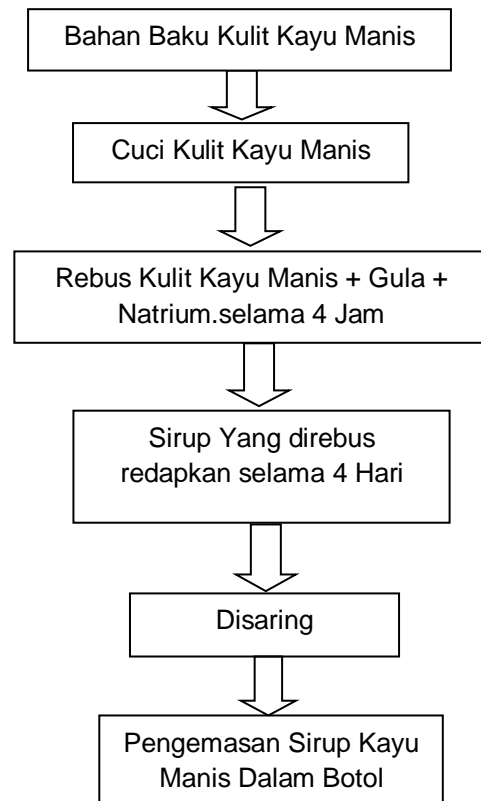 Bahan Baku Kulit Kayu Manis
Cuci Kulit Kayu Manis
Rebus Kulit Kayu Manis + Gula +
Natrium.selama 4 Jam
Sirup Yang direbus
redapkan selama 4 Hari
Disaring
Pengemasan Sirup Kayu
Manis Dalam Botol